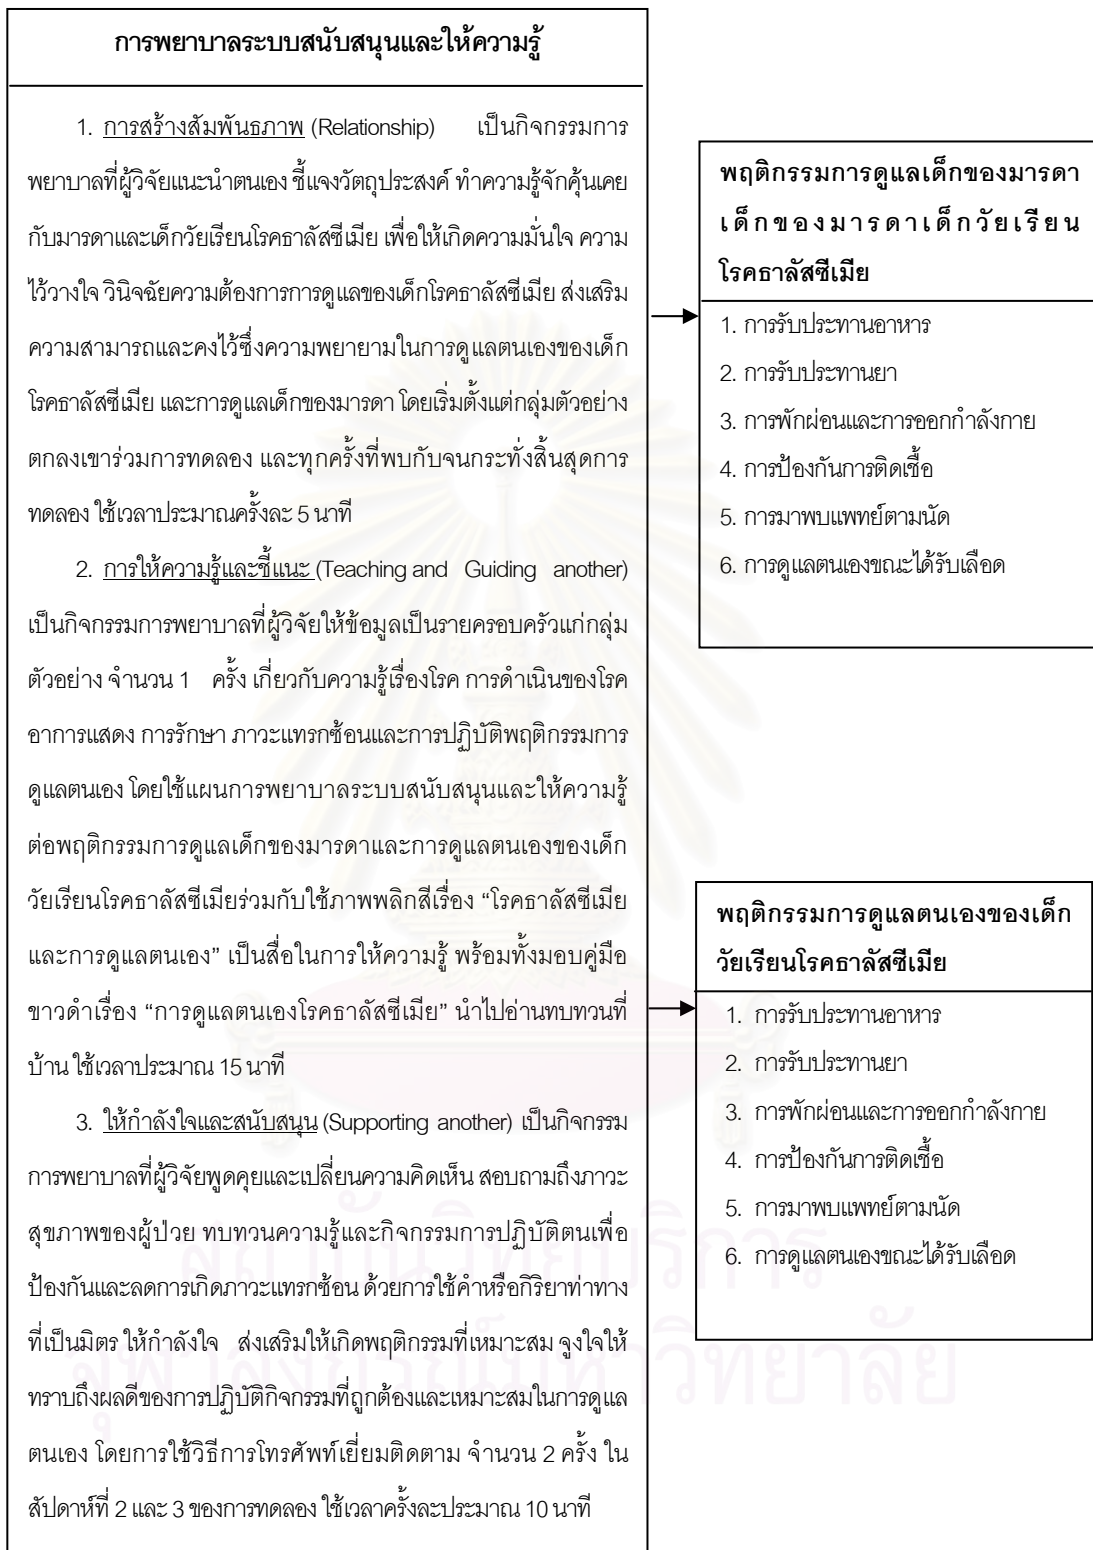 การพยาบาลระบบสนับสนุนและให้ความรู้
1. การสร้างสัมพันธภาพ (Relationship) เป็นกิจกรรมการ
พยาบาลที่ผู้วิจัยแนะนำตนเอง ชี้แจงวัตถุประสงค์ ทำความรู้จักคุ้นเคย
กับมารดาและเด็กวัยเรียนโรคธาลัสซีเมีย เพื่อให้เกิดความมั่นใจ ความ
ไว้วางใจ วินิจฉัยความต้องการการดูแลของเด็กโรคธาลัสซีเมีย ส่งเสริม
ความสามารถและคงไว้ซึ่งความพยายามในการดูแลตนเองของเด็ก
โรคธาลัสซีเมีย และการดูแลเด็กของมารดา โดยเริ่มตั้งแต่กลุ่มตัวอย่าง
ตกลงเขาร่วมการทดลอง และทุกครั้งที่พบกับจนกระทั่งสิ้นสุดการ
ทดลอง ใช้เวลาประมาณครั้งละ 5 นาที
2. การให้ความรู้และชี้แนะ (Teaching and Guiding another)
เป็นกิจกรรมการพยาบาลที่ผู้วิจัยให้ข้อมูลเป็นรายครอบครัวแก่กลุ่ม
ตัวอย่าง จำนวน 1 ครั้ง เกี่ยวกับความรู้เรื่องโรค การดำเนินของโรค
อาการแสดง การรักษา ภาวะแทรกซ้อนและการปฏิบัติพฤติกรรมการ
ดูแลตนเอง โดยใช้แผนการพยาบาลระบบสนับสนุนและให้ความรู้
ต่อพฤติกรรมการดูแลเด็กของมารดาและการดูแลตนเองของเด็ก
วัยเรียนโรคธาลัสซีเมียร่วมกับใช้ภาพพลิกสีเรื่อง “โรคธาลัสซีเมีย
และการดูแลตนเอง” เป็นสื่อในการให้ความรู้ พร้อมทั้งมอบคู่มือ
ขาวดำเรื่อง “การดูแลตนเองโรคธาลัสซีเมีย” นำไปอ่านทบทวนที่
บ้าน ใช้เวลาประมาณ 15 นาที
3. ให้กำลังใจและสนับสนุน (Supporting another) เป็นกิจกรรม
การพยาบาลที่ผู้วิจัยพูดคุยและเปลี่ยนความคิดเห็น สอบถามถึงภาวะ
สุขภาพของผู้ป่วย ทบทวนความรู้และกิจกรรมการปฏิบัติตนเพื่อ
ป้องกันและลดการเกิดภาวะแทรกซ้อน ด้วยการใช้คำหรือกิริยาท่าทาง
ที่เป็นมิตร ให้กำลังใจ ส่งเสริมให้เกิดพฤติกรรมที่เหมาะสม จูงใจให้
ทราบถึงผลดีของการปฏิบัติกิจกรรมที่ถูกต้องและเหมาะสมในการดูแล
ตนเอง โดยการใช้วิธีการโทรศัพท์เยี่ยมติดตาม จำนวน 2 ครั้ง ใน
สัปดาห์ที่ 2 และ 3 ของการทดลอง ใช้เวลาครั้งละประมาณ 10 นาที
พฤติกรรมการดูแลเด็กของมารดา
เด็กของมารดาเด็กวัยเรียน
โรคธาลัสซีเมีย
1. การรับประทานอาหาร
2. การรับประทานยา
3. การพักผ่อนและการออกกำลังกาย
4. การป้องกันการติดเชื้อ
5. การมาพบแพทย์ตามนัด
6. การดูแลตนเองขณะได้รับเลือด
พฤติกรรมการดูแลตนเองของเด็ก
วัยเรียนโรคธาลัสซีเมีย
1. การรับประทานอาหาร
2. การรับประทานยา
3. การพักผ่อนและการออกกำลังกาย
4. การป้องกันการติดเชื้อ
5. การมาพบแพทย์ตามนัด
6. การดูแลตนเองขณะได้รับเลือด
สถาบันวิทยบริการ
จุฬาลงกรณ์มหาวิทยาลัย